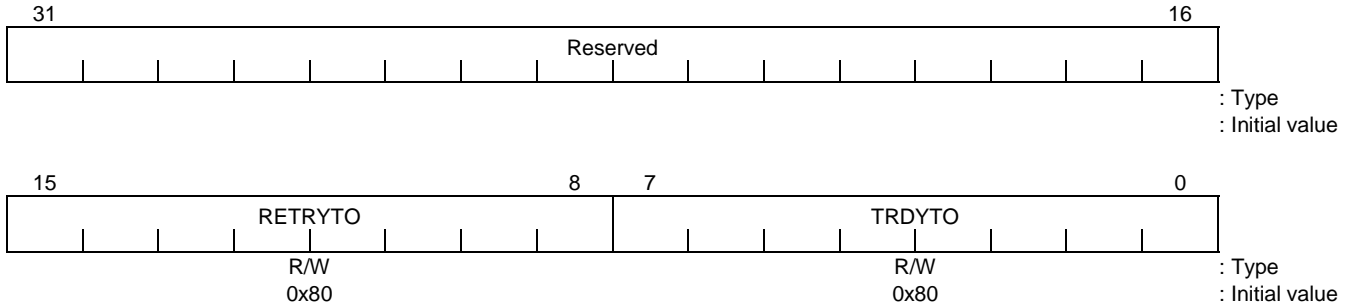 31 16
Reserved
: Type
: Initial value
15 8 7 0
RETRYTO TRDYTO
R/W R/W : Type
0x80 0x80 : Initial value